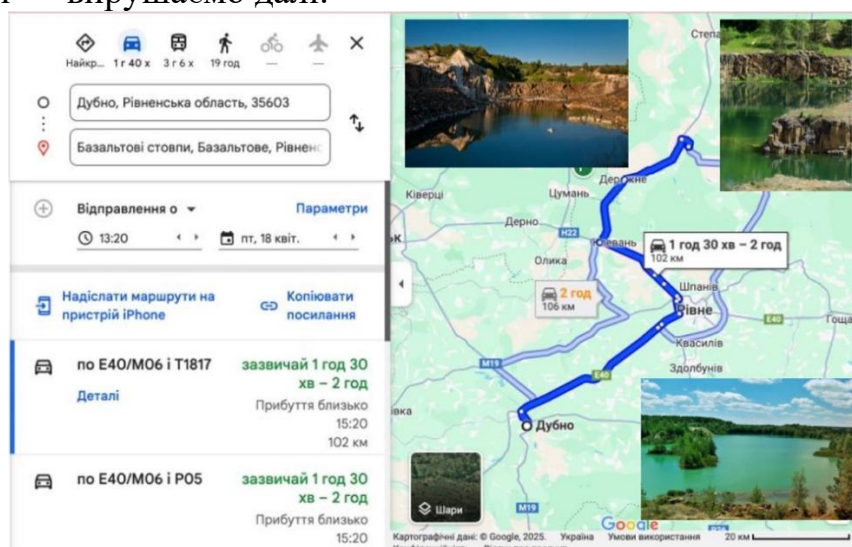 вирушаємо далі.
Найкр...
1 г 40 х
3 г 6 х
19 год
—
—
Дубно, Рівненська область, 35603
Базальтові стовпи, Базальтове, Рівненс
Відправлення о
Параметри
13:20
пт, 18 квіт.
Надіслати маршрути на
пристрій iPhone
Копіювати
посилання
по E40/M06 і T1817
Деталі
зазвичай 1 год 30
хв – 2 год
Прибуття близько
15:20
102 км
по E40/M06 і P05
зазвичай 1 год 30
хв – 2 год
Прибуття близько
15:20
Степа
Деражне
Ківерці
Цумань
Дерно
H22
Клевань
1 год 30 хв – 2 год
102 км
Олика
2 год
106 км
Шпанів
Рівне
E40
Гоща
Квасилів
Здолбунів
M19
E40
Дубно
Шари
M19
Google
Картографічні дані: © Google, 2025.
Україна
Умови використання
20 км